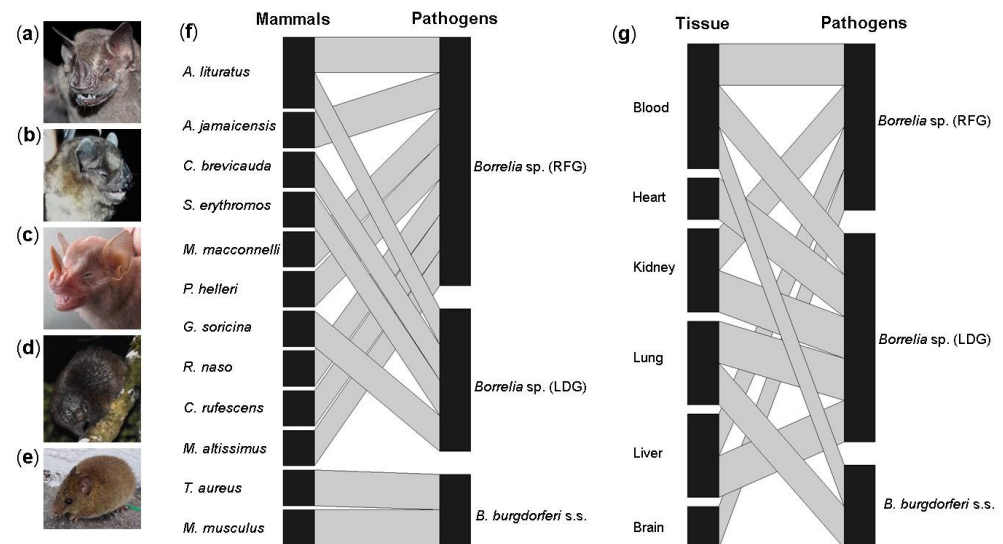 (a)
(b)
(c)
(d)
(e)
(f)
Mammals
Pathogens
A. lituratus
A. jamaicensis
C. brevicauda
S. erythromos
M. macconnelli
P. helleri
G. soricina
R. naso
C. rufescens
M. altissimus
T. aureus
M. musculus
Borrelia sp. (RFG)
Borrelia sp. (LDG)
B. burgdorferi s.s.
(g)
Tissue
Pathogens
Blood
Heart
Kidney
Lung
Liver
Brain
Borrelia sp. (RFG)
Borrelia sp. (LDG)
B. burgdorferi s.s.